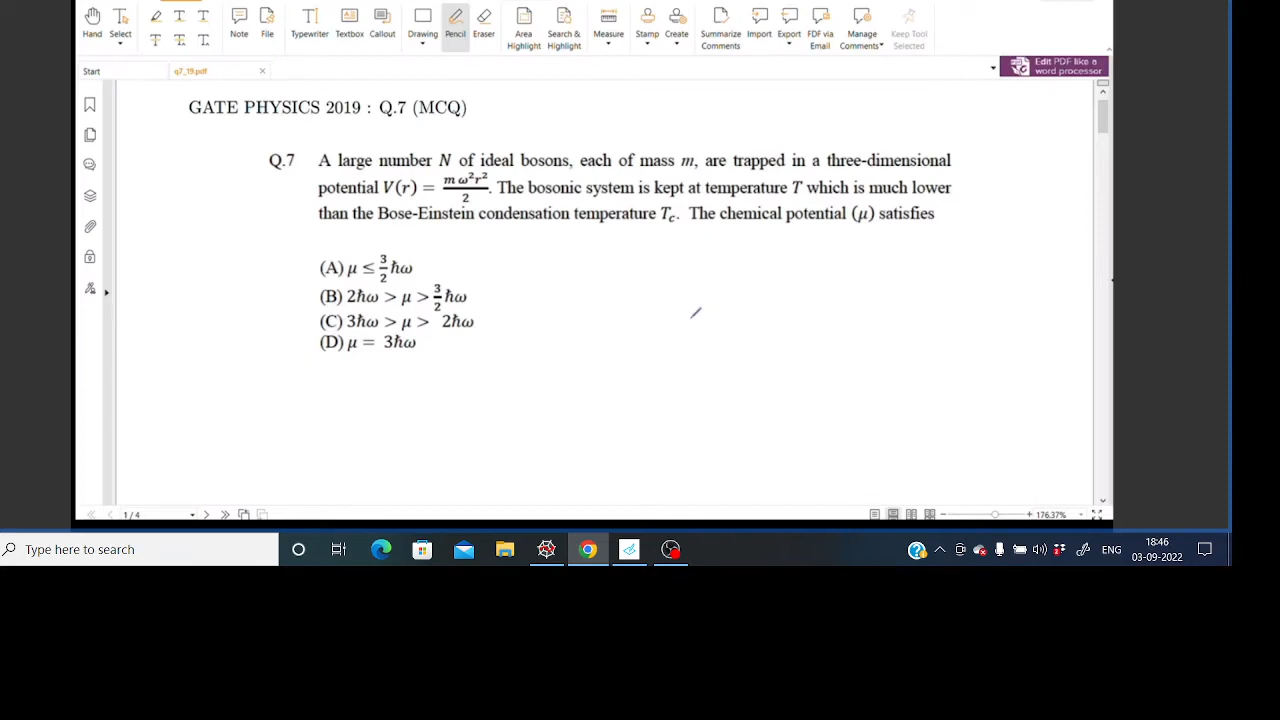 Hand Select Note File Typewriter Textbox Callout Drawing Pencil Eraser Area Highlight Search & Highlight Measure Stamp Create Summarize Comments Import Export FDF via Email Manage Comments Keep Tool Selected
Start q7_19.pdf Edit PDF like a word processor
GATE PHYSICS 2019 : Q.7 (MCQ)
Q.7 A large number N of ideal bosons, each of mass m, are trapped in a three-dimensional
potential V(r) = mω²r²/2. The bosonic system is kept at temperature T which is much lower
than the Bose-Einstein condensation temperature Tc. The chemical potential (μ) satisfies
(A) μ ≤ 3/2 ħω
(B) 2ħω > μ > 3/2 ħω
(C) 3ħω > μ > 2ħω
(D) μ = 3ħω
1 / 4 176.37%
Type here to search ENG 18:46
03-09-2022